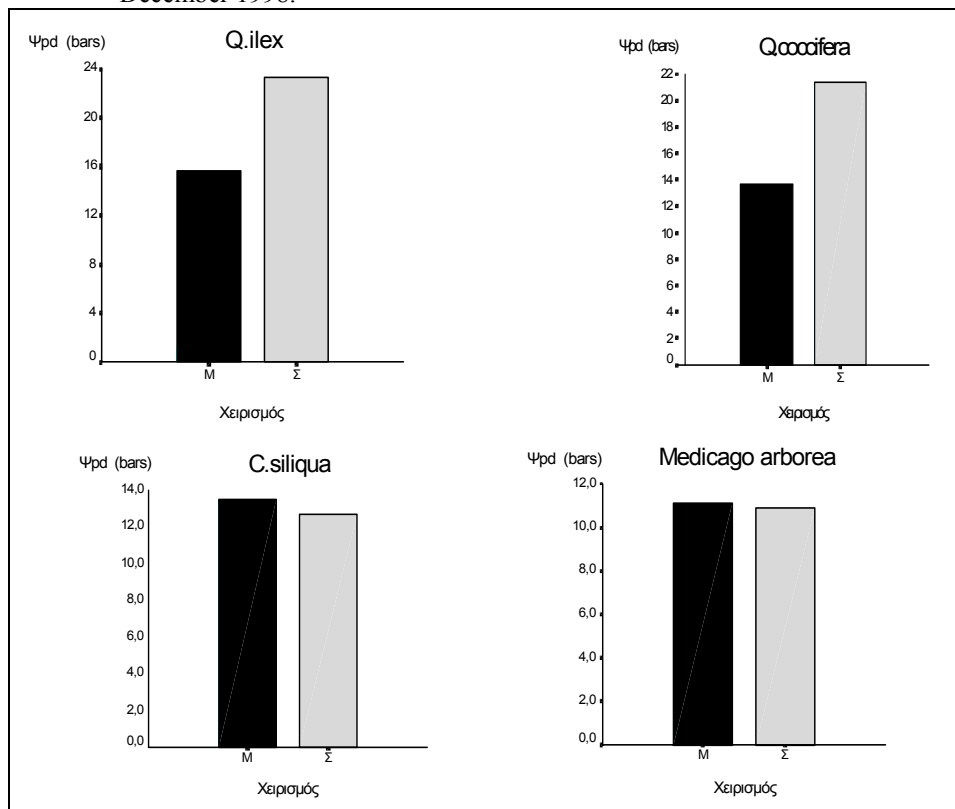 December 1998.
Ψpd (bars)
Q.ilex
24
20
16
12
8
4
0
Μ Σ
Χειρισμός
Ψpd (bars)
Q.coccifera
22
20
18
16
14
12
10
8
6
4
2
0
Μ Σ
Χειρισμός
Ψpd (bars)
C.siliqua
14,0
12,0
10,0
8,0
6,0
4,0
2,0
0,0
Μ Σ
Χειρισμός
Ψpd (bars)
Medicago arborea
12,0
10,0
8,0
6,0
4,0
2,0
0,0
Μ Σ
Χειρισμός